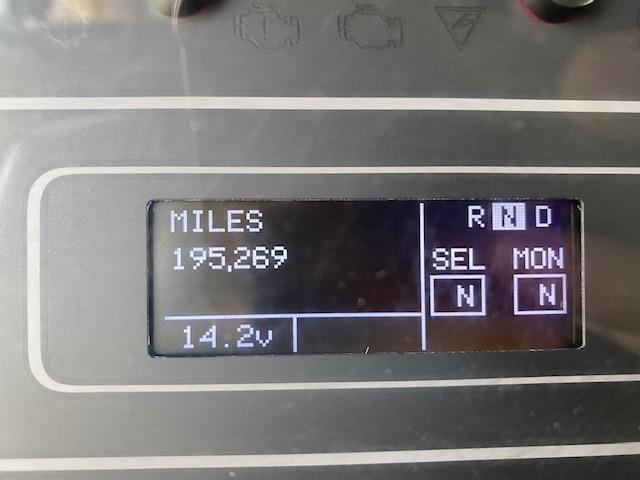 MILES
195,269
14.2v
R N D
SEL MON
N N